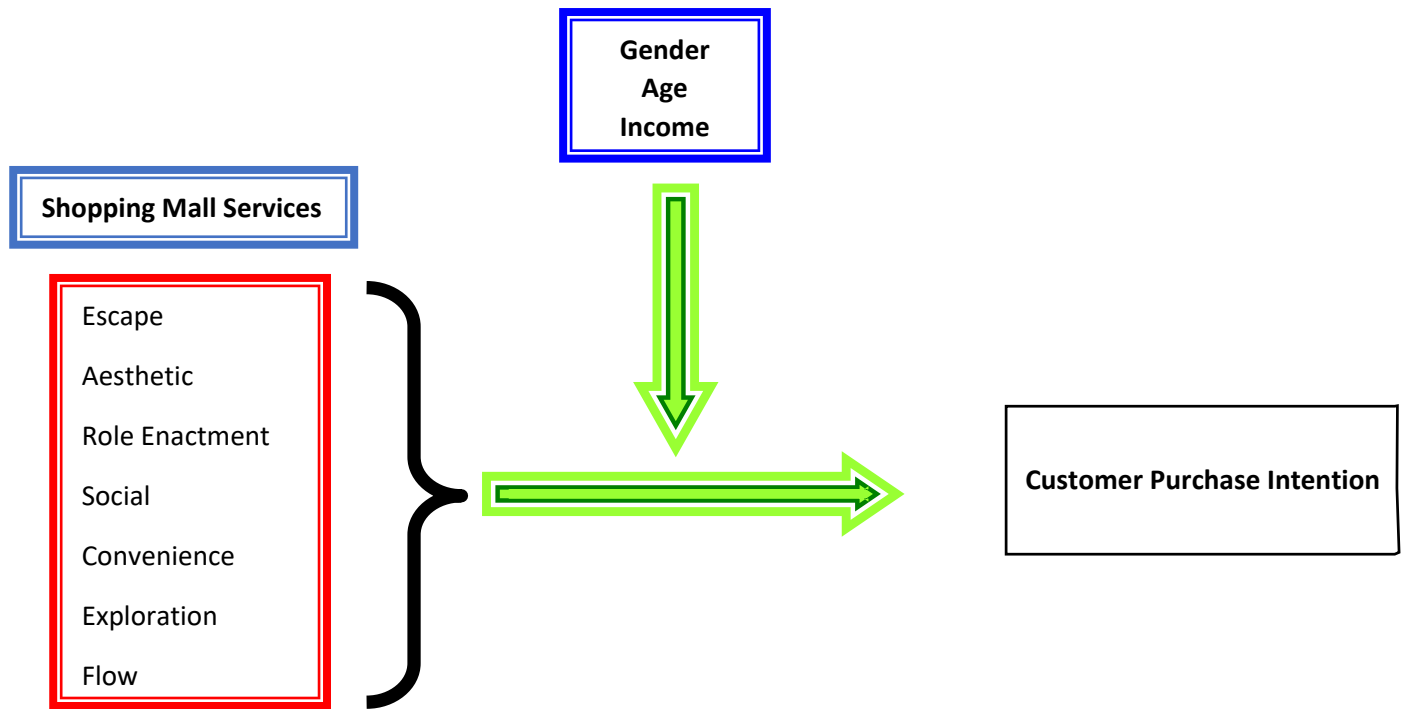 Gender
Age
Income
Shopping Mall Services
Escape
Aesthetic
Role Enactment
Social
Convenience
Exploration
Flow
Customer Purchase Intention